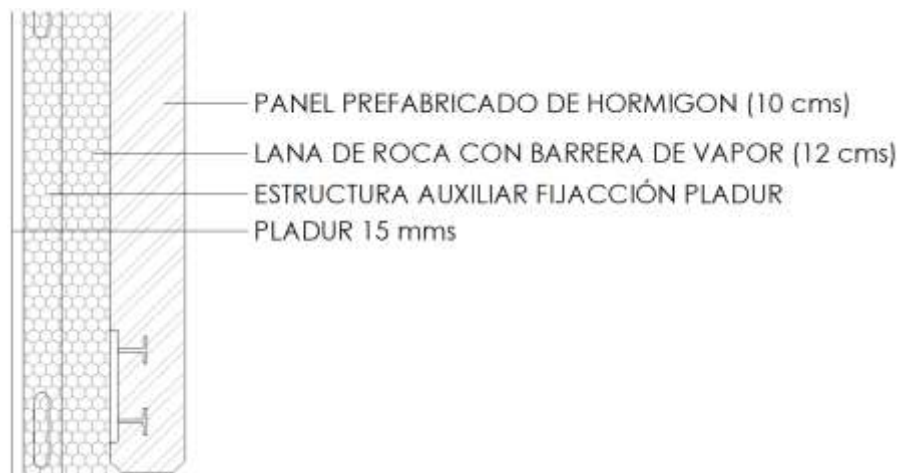 PANEL PREFABRICADO DE HORMIGON (10 cms)
LANA DE ROCA CON BARRERA DE VAPOR (12 cms)
ESTRUCTURA AUXILIAR FIJACCIÓN PLADUR
PLADUR 15 mms